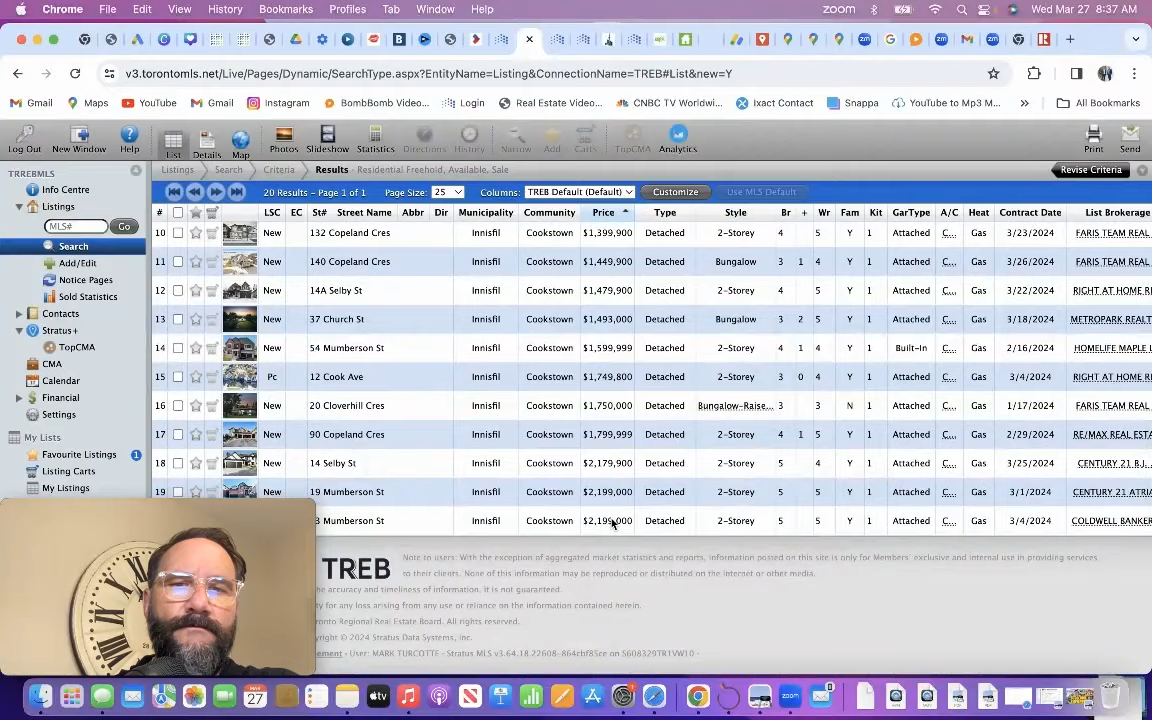 Chrome File Edit View History Bookmarks Profiles Tab Window Help zoom Wed Mar 27 8:37 AM
v3.torontomls.net/Live/Pages/Dynamic/SearchType.aspx?EntityName=Listing&ConnectionName=TREB#List&new=Y
Gmail Maps YouTube Gmail Instagram BombBomb Video... Login Real Estate Video... CNBC TV Worldwi... Ixact Contact Snappa YouTube to Mp3 M... » All Bookmarks
Log Out New Window Help List Details Map Photos Slideshow Statistics Directions History Narrow Add Carts TopCMA Analytics Print Send
TRREBMLS Listings Search Criteria Results - Residential Freehold, Available, Sale Revise Criteria
Info Centre
20 Results - Page 1 of 1 Page Size: 25 Columns: TREB Default (Default) Customize Use MLS Default
Listings
# LSC EC St# Street Name Abbr Dir Municipality Community Price Type Style Br + Wr Fam Kit GarType A/C Heat Contract Date List Brokerage
MLS# Go
10 New 132 Copeland Cres Innisfil Cookstown $1,399,900 Detached 2-Storey 4 5 Y 1 Attached C... Gas 3/23/2024 FARIS TEAM REAL
Search
11 New 140 Copeland Cres Innisfil Cookstown $1,449,900 Detached Bungalow 3 1 4 Y 1 Attached C... Gas 3/26/2024 FARIS TEAM REAL
Add/Edit
Notice Pages
12 New 14A Selby St Innisfil Cookstown $1,479,900 Detached 2-Storey 4 5 Y 1 Attached C... Gas 3/22/2024 RIGHT AT HOME RE
Sold Statistics
Contacts
13 New 37 Church St Innisfil Cookstown $1,493,000 Detached Bungalow 3 2 5 Y 1 Attached C... Gas 3/18/2024 METROPARK REALT
Stratus+
TopCMA
14 New 54 Mumberson St Innisfil Cookstown $1,599,999 Detached 2-Storey 4 1 4 Y 1 Built-In C... Gas 2/16/2024 HOMELIFE MAPLE L
CMA
15 Pc 12 Cook Ave Innisfil Cookstown $1,749,800 Detached 2-Storey 3 0 4 Y 1 Attached C... Gas 3/4/2024 RIGHT AT HOME RE
Calendar
Financial
16 New 20 Cloverhill Cres Innisfil Cookstown $1,750,000 Detached Bungalow-Raise... 3 3 N 1 Attached C... Gas 1/17/2024 FARIS TEAM REAL
Settings
17 New 90 Copeland Cres Innisfil Cookstown $1,799,999 Detached 2-Storey 4 1 5 Y 1 Attached C... Gas 2/29/2024 RE/MAX REAL ESTA
My Lists
Favourite Listings 1
18 New 14 Selby St Innisfil Cookstown $2,179,900 Detached 2-Storey 5 4 Y 1 Attached C... Gas 3/25/2024 CENTURY 21 B.J.
Listing Carts
My Listings
19 New 19 Mumberson St Innisfil Cookstown $2,199,000 Detached 2-Storey 5 5 Y 1 Attached C... Gas 3/1/2024 CENTURY 21 ATRIA
Mumberson St Innisfil Cookstown Detached 2-Storey 5 5 Y 1 Attached C... Gas 3/4/2024 COLDWELL BANKER
TREB
Note to users: With the exception of aggregated market statistics and reports, Information posted on this site is only for Members' exclusive and internal use in providing services
to their clients. None of this information may be reproduced or distributed on the Internet or other media.
he accuracy and timeliness of information. It is not guaranteed.
ty for any loss arising from any use or reliance on the information contained herein.
ronto Regional Real Estate Board. All rights reserved.
yright © 2024 Stratus Data Systems, Inc.
ement - User: MARK TURCOTTE - Stratus MLS v3.64.18.22608-864cbf85ce on S608329TR1VW10 -